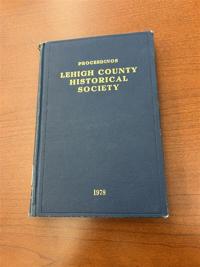 PROCEEDINGS
LEHIGH COUNTY
HISTORICAL
SOCIETY
1978